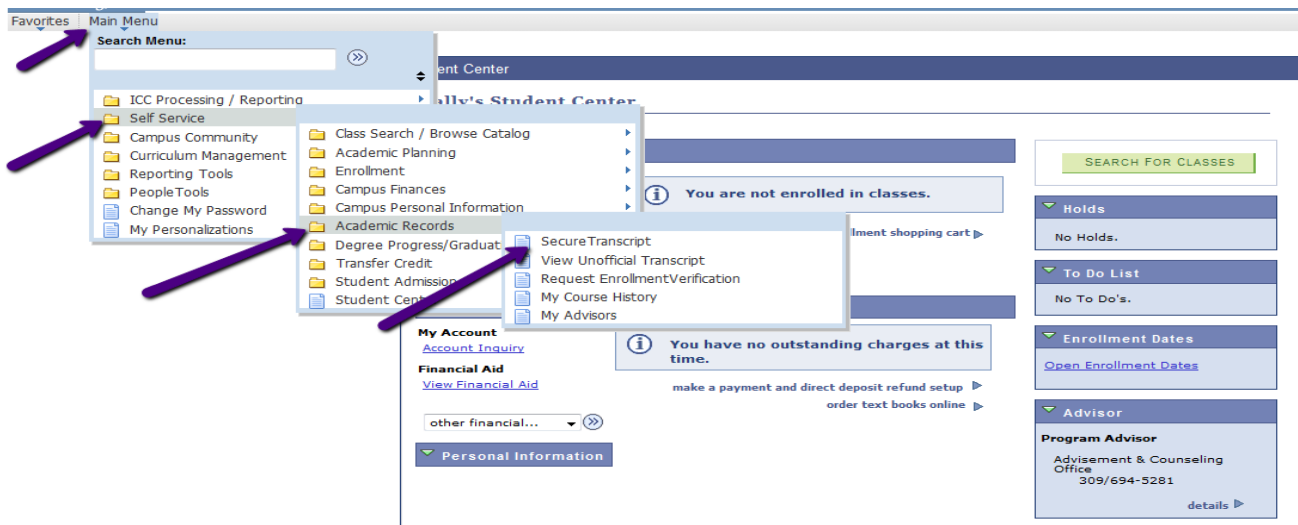 Favorites
Main Menu
Search Menu:
ent Center
ally's Student Center
ICC Processing / Reporting
Self Service
Campus Community
Curriculum Management
Reporting Tools
PeopleTools
Change My Password
My Personalizations
Class Search / Browse Catalog
Academic Planning
Enrollment
Campus Finances
Campus Personal Information
Academic Records
Degree Progress/Graduati
Transfer Credit
Student Admission
Student Cent
SecureTranscript
View Unofficial Transcript
Request EnrollmentVerification
My Course History
My Advisors
You are not enrolled in classes.
llment shopping cart
My Account
Account Inquiry
Financial Aid
View Financial Aid
other financial...
You have no outstanding charges at this
time.
make a payment and direct deposit refund setup
order text books online
Personal Information
SEARCH FOR CLASSES
Holds
No Holds.
To Do List
No To Do's.
Enrollment Dates
Open Enrollment Dates
Advisor
Program Advisor
Advisement & Counseling
Office
309/694-5281
details